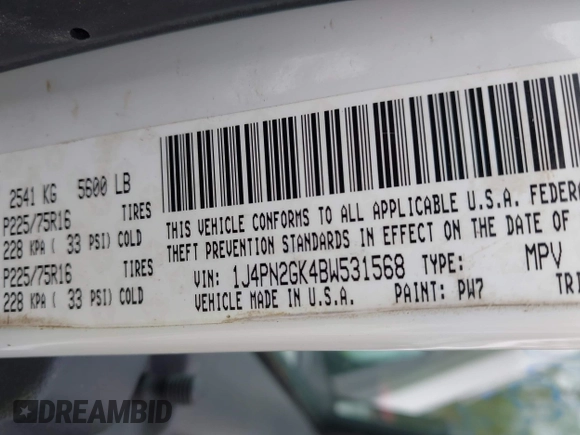 2541 KG 5600 LB
P225/75R16 TIRES
228 KPA ( 33 PSI) COLD
P225/75R16 TIRES
228 KPA ( 33 PSI) COLD
THIS VEHICLE CONFORMS TO ALL APPLICABLE U.S.A. FEDER
THEFT PREVENTION STANDARDS IN EFFECT ON THE DATE OF
VIN: 1J4PN2GK4BW531568 TYPE: MPV
VEHICLE MADE IN U.S.A. PAINT: PW7 TRI
DREAMBID